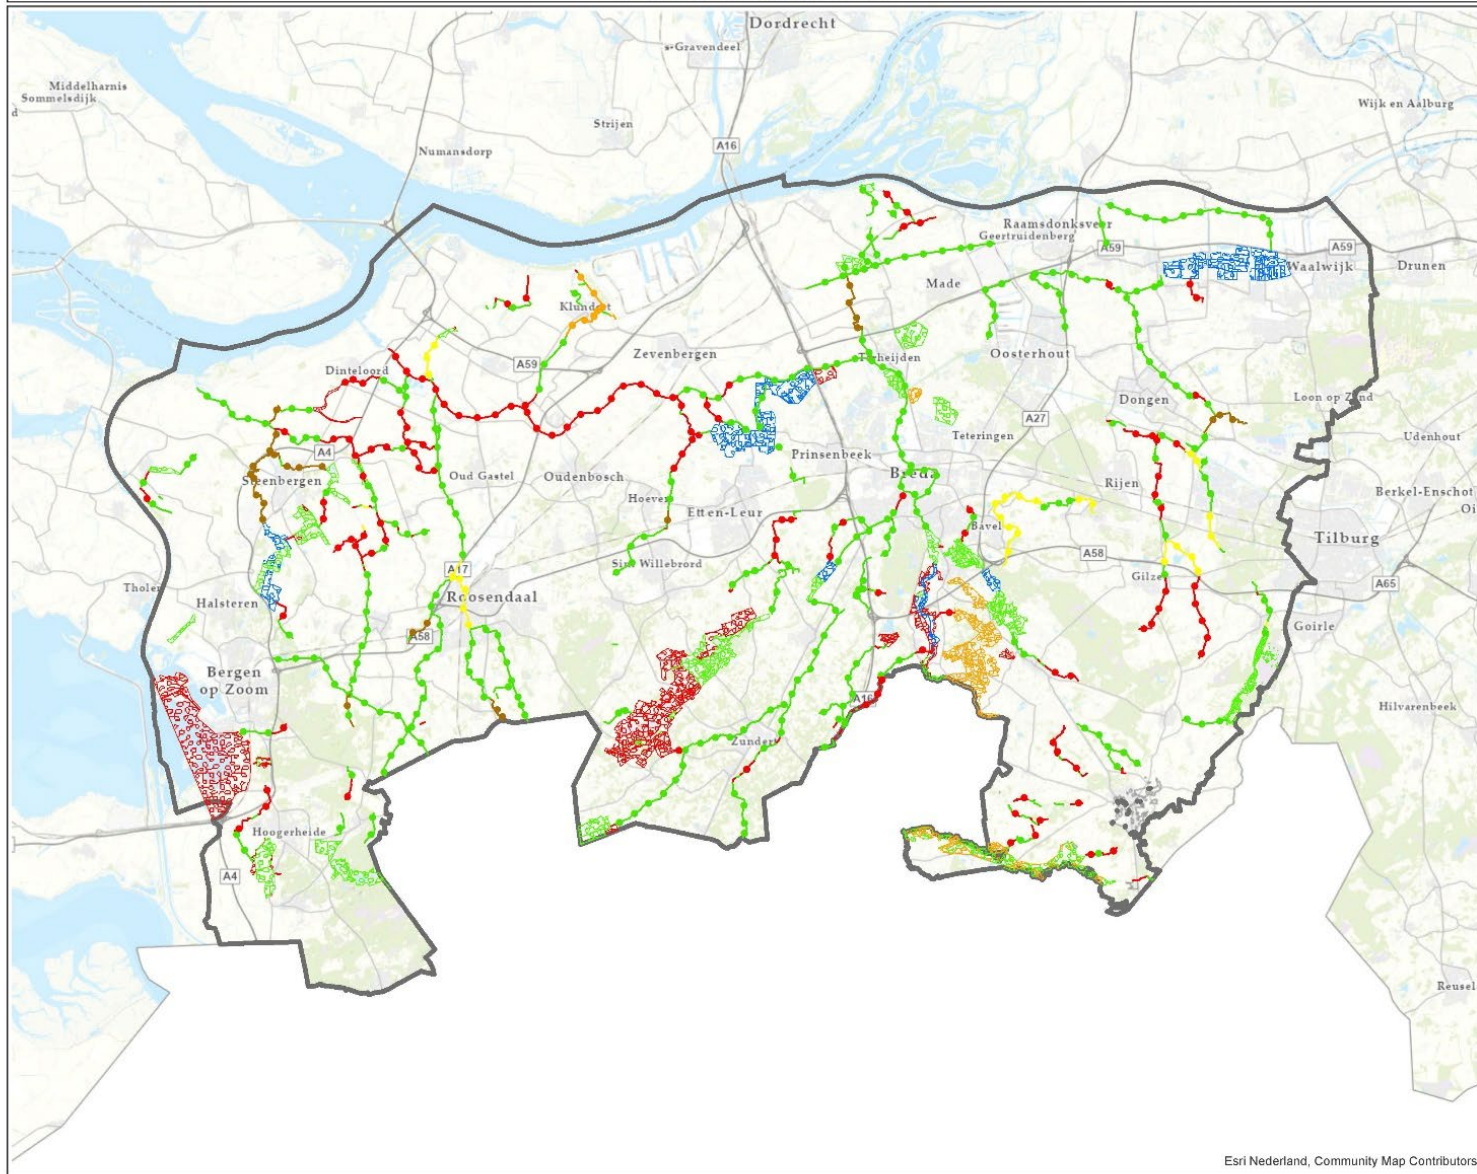 Dordrecht
s-Gravendeel
Middelharnis
Sommelsdijk
d
Wijk en Aalburg
Strijen
Numansdorp
A16
Raamsdonksveer
Geertruidenberg
A59
A59
Waalwijk
Drunen
Made
Klundert
Zevenbergen
Terheijden
Oosterhout
A59
Dinteloord
Dongen
Loon op Zand
A27
Teteringen
Udenhout
A4
Prinsenbeek
Steenbergen
Oud Gastel
Oudenbosch
Breda
Rijen
Berkel-Enschot
Oi
Hoeven
Etten-Leur
Bavel
Tilburg
A58
Sint Willebrord
A17
Gilze
A65
Tholen
Halsteren
Roosendaal
Goirle
A58
Bergen
op Zoom
A16
Hilvarenbeek
Zundert
Hoogerheide
A4
Reusel
Esri Nederland, Community Map Contributors